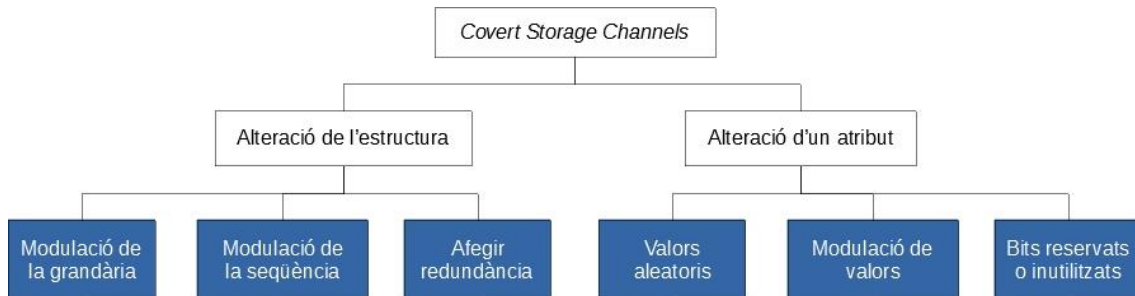 Covert Storage Channels
Alteració de l'estructura
Alteració d'un atribut
Modulació de
la grandària
Modulació de
la seqüència
Afegir
redundància
Valors
aleatoris
Modulació de
valors
Bits reservats
o inutilitzats